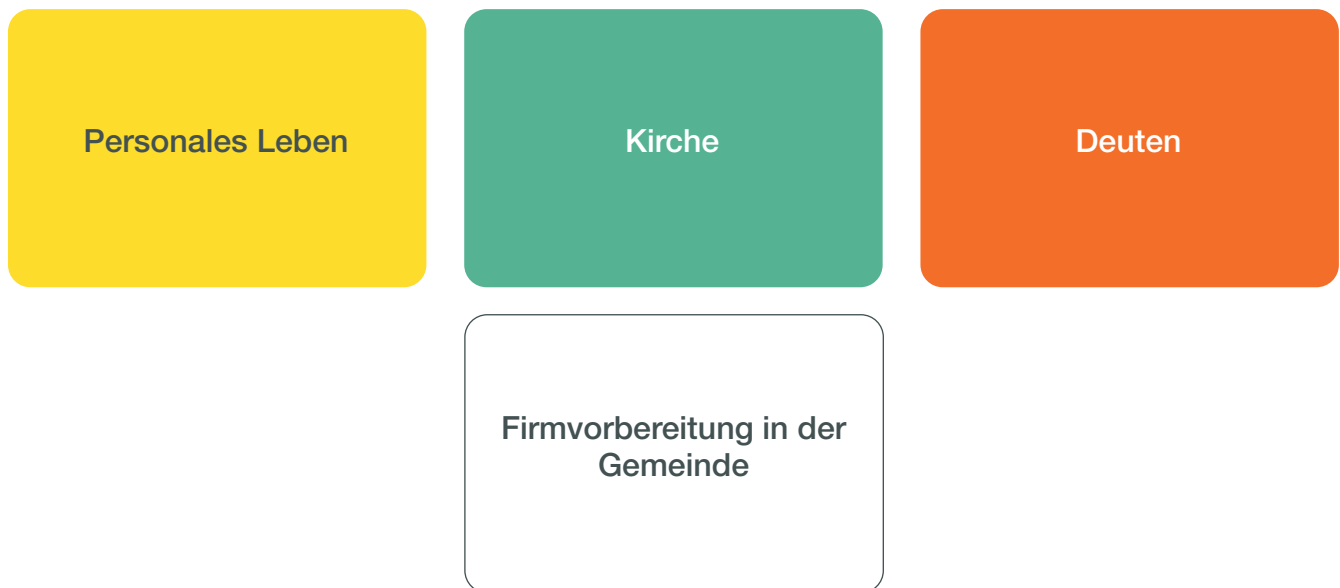 Personales Leben
Kirche
Deuten
Firmvorbereitung in der
Gemeinde